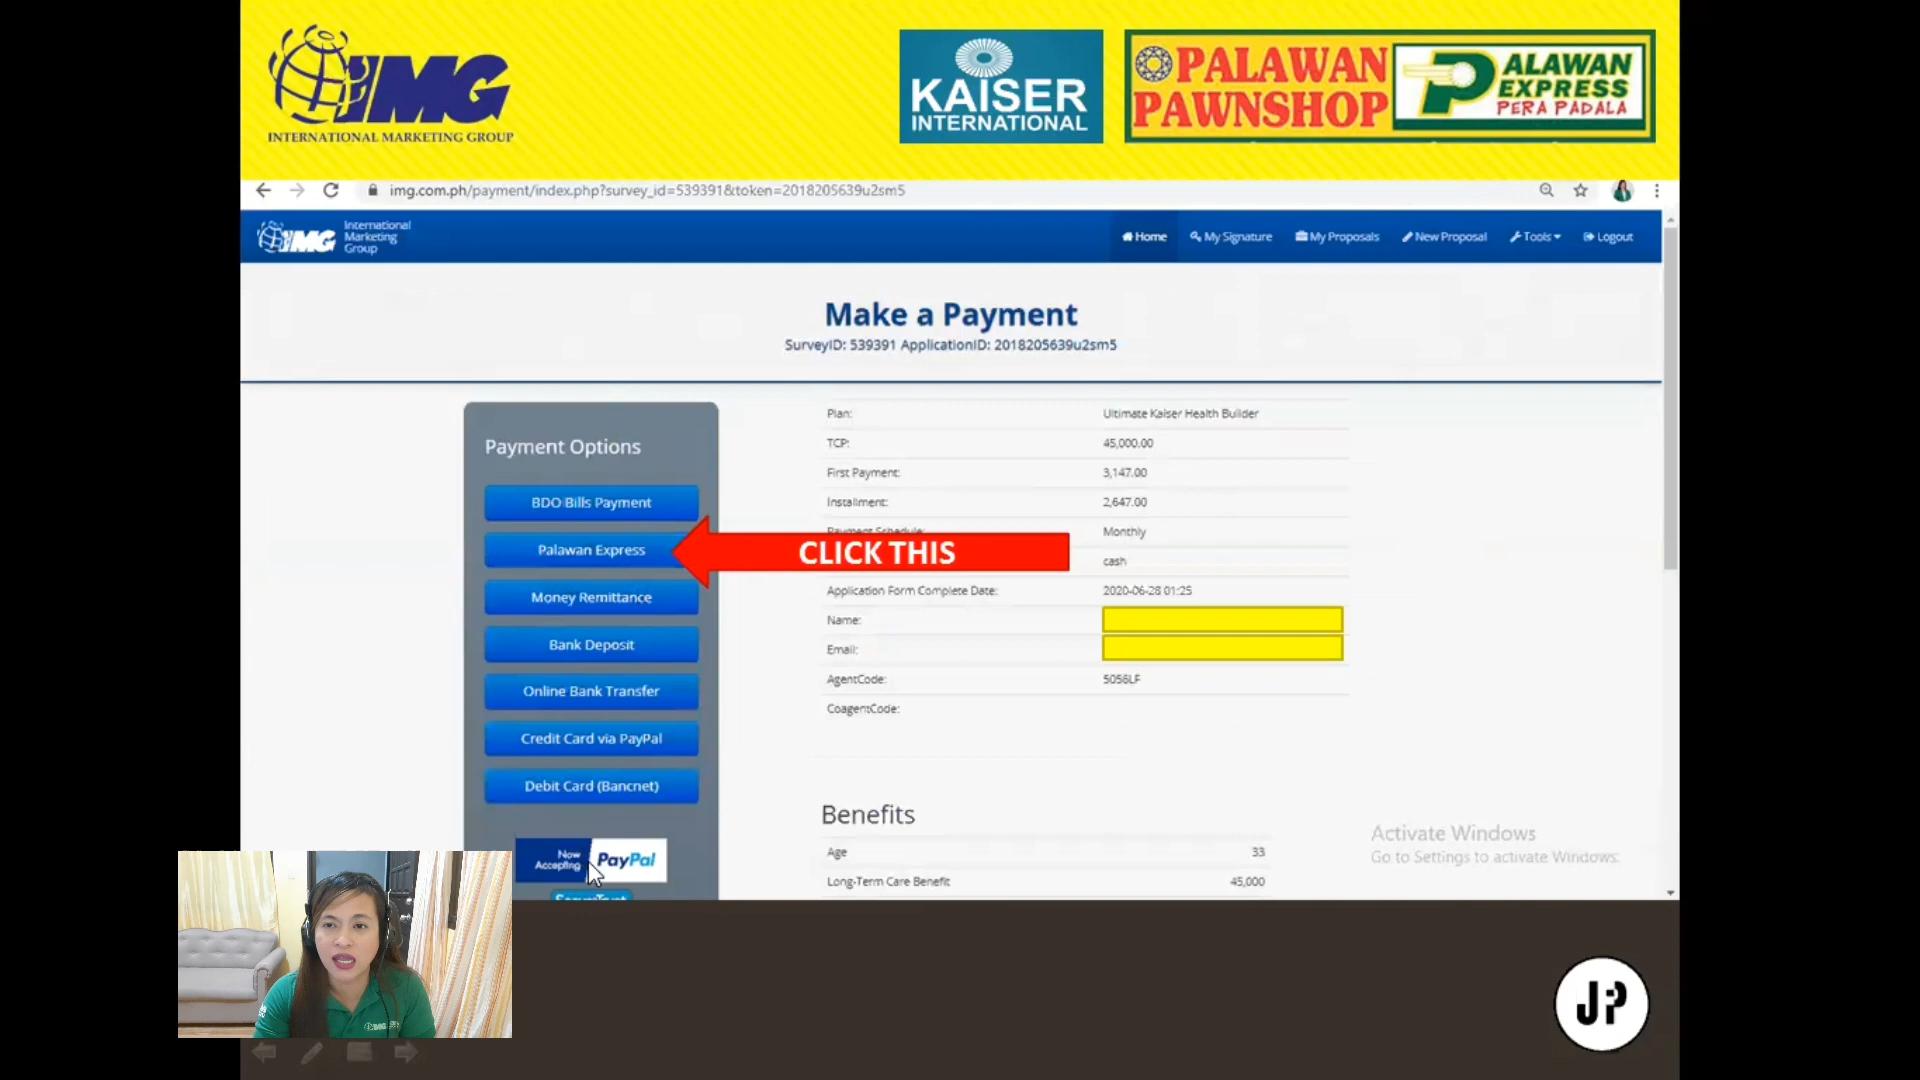 IMG
INTERNATIONAL MARKETING GROUP
KAISER
INTERNATIONAL
PALAWAN
PAWNSHOP
PALAWAN
EXPRESS
PERA PADALA
img.com.ph/payment/index.php?survey_id=539391&token=2018205639u2sm5
IMG
International
Marketing
Group
Home
My Signature
My Proposals
New Proposal
Tools
Logout
Make a Payment
SurveyID: 539391 ApplicationID: 2018205639u2sm5
Payment Options
BDO Bills Payment
Palawan Express
Money Remittance
Bank Deposit
Online Bank Transfer
Credit Card via PayPal
Debit Card (Bancnet)
Now
Accepting
PayPal
CLICK THIS
Plan: Ultimate Kaiser Health Builder
TCP: 45,000.00
First Payment: 3,147.00
Installment: 2,647.00
Payment Schedule: Monthly
cash
Application Form Complete Date: 2020-06-28 01:25
Name:
Email:
AgentCode: 5056LF
CoagentCode:
Benefits
Age 33
Long-Term Care Benefit 45,000
Activate Windows
Go to Settings to activate Windows.
IMG
JP